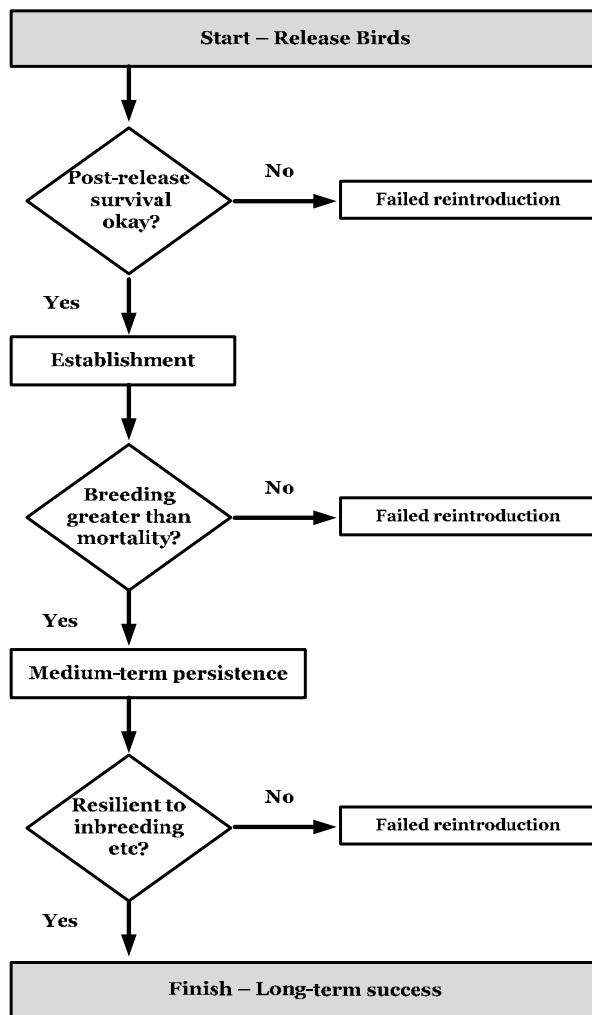 Start – Release Birds
Post-release
survival
okay?
No
Failed reintroduction
Yes
Establishment
Breeding
greater than
mortality?
No
Failed reintroduction
Yes
Medium-term persistence
Resilient to
inbreeding
etc?
No
Failed reintroduction
Yes
Finish – Long-term success